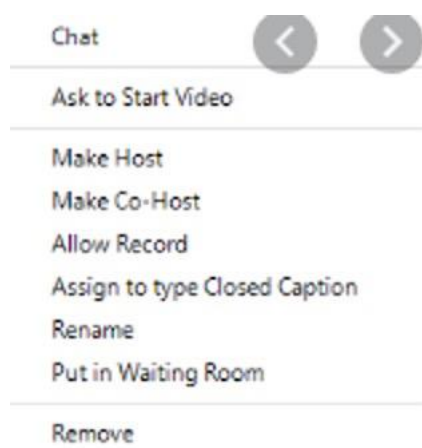 Chat
Ask to Start Video
Make Host
Make Co-Host
Allow Record
Assign to type Closed Caption
Rename
Put in Waiting Room
Remove